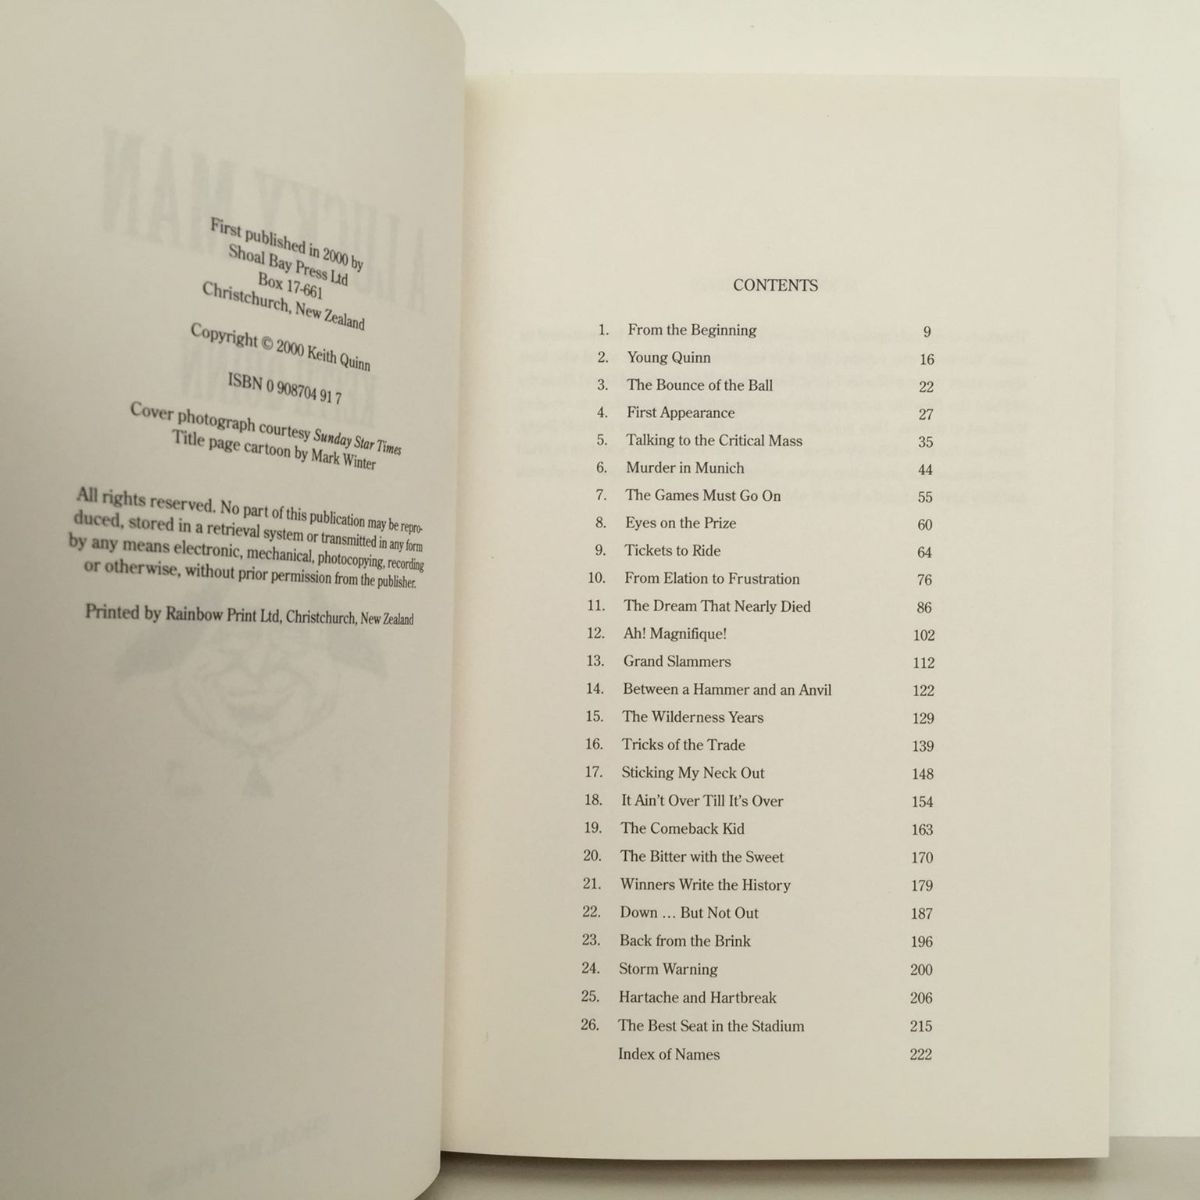 First published in 2000 by
Shoal Bay Press Ltd
Box 17-661
Christchurch, New Zealand
Copyright © 2000 Keith Quinn
ISBN 0 908704 91 7
Cover photograph courtesy Sunday Star Times
Title page cartoon by Mark Winter
All rights reserved. No part of this publication may be repro-
duced, stored in a retrieval system or transmitted in any form
by any means electronic, mechanical, photocopying, recording
or otherwise, without prior permission from the publisher.
Printed by Rainbow Print Ltd, Christchurch, New Zealand
A LUCKY MAN
CONTENTS
1. From the Beginning 9
2. Young Quinn 16
3. The Bounce of the Ball 22
4. First Appearance 27
5. Talking to the Critical Mass 35
6. Murder in Munich 44
7. The Games Must Go On 55
8. Eyes on the Prize 60
9. Tickets to Ride 64
10. From Elation to Frustration 76
11. The Dream That Nearly Died 86
12. Ah! Magnifique! 102
13. Grand Slammers 112
14. Between a Hammer and an Anvil 122
15. The Wilderness Years 129
16. Tricks of the Trade 139
17. Sticking My Neck Out 148
18. It Ain't Over Till It's Over 154
19. The Comeback Kid 163
20. The Bitter with the Sweet 170
21. Winners Write the History 179
22. Down ... But Not Out 187
23. Back from the Brink 196
24. Storm Warning 200
25. Hartache and Hartbreak 206
26. The Best Seat in the Stadium 215
Index of Names 222